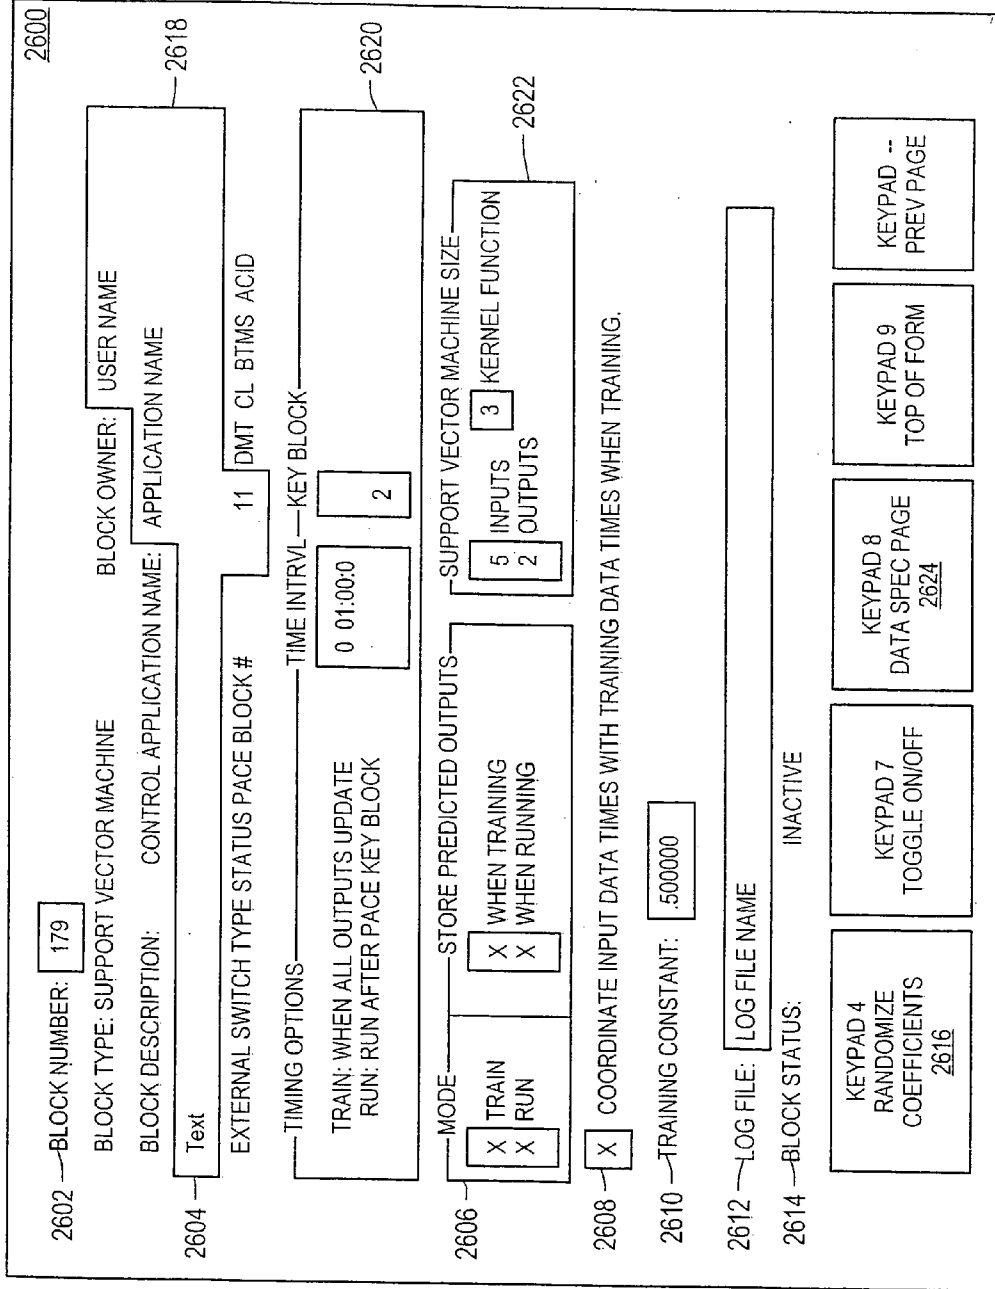 2600
2602 BLOCK NUMBER: 179
BLOCK TYPE: SUPPORT VECTOR MACHINE BLOCK OWNER: USER NAME
2618
BLOCK DESCRIPTION: CONTROL APPLICATION NAME: APPLICATION NAME
2604
Text
EXTERNAL SWITCH TYPE STATUS PACE BLOCK # 11 DMT CL BTMS ACID
TIMING OPTIONS TIME INTRVL KEY BLOCK
2620
TRAIN: WHEN ALL OUTPUTS UPDATE 0 01:00:0 2
RUN: RUN AFTER PACE KEY BLOCK
2606
MODE STORE PREDICTED OUTPUTS SUPPORT VECTOR MACHINE SIZE
2622
X TRAIN X WHEN TRAINING 5 INPUTS 3 KERNEL FUNCTION
X RUN X WHEN RUNNING 2 OUTPUTS
2608 X COORDINATE INPUT DATA TIMES WITH TRAINING DATA TIMES WHEN TRAINING.
2610 TRAINING CONSTANT: .500000
2612 LOG FILE: LOG FILE NAME
2614 BLOCK STATUS: INACTIVE
KEYPAD 4
RANDOMIZE
COEFFICIENTS
2616
KEYPAD 7
TOGGLE ON/OFF
KEYPAD 8
DATA SPEC PAGE
2624
KEYPAD 9
TOP OF FORM
KEYPAD --
PREV PAGE